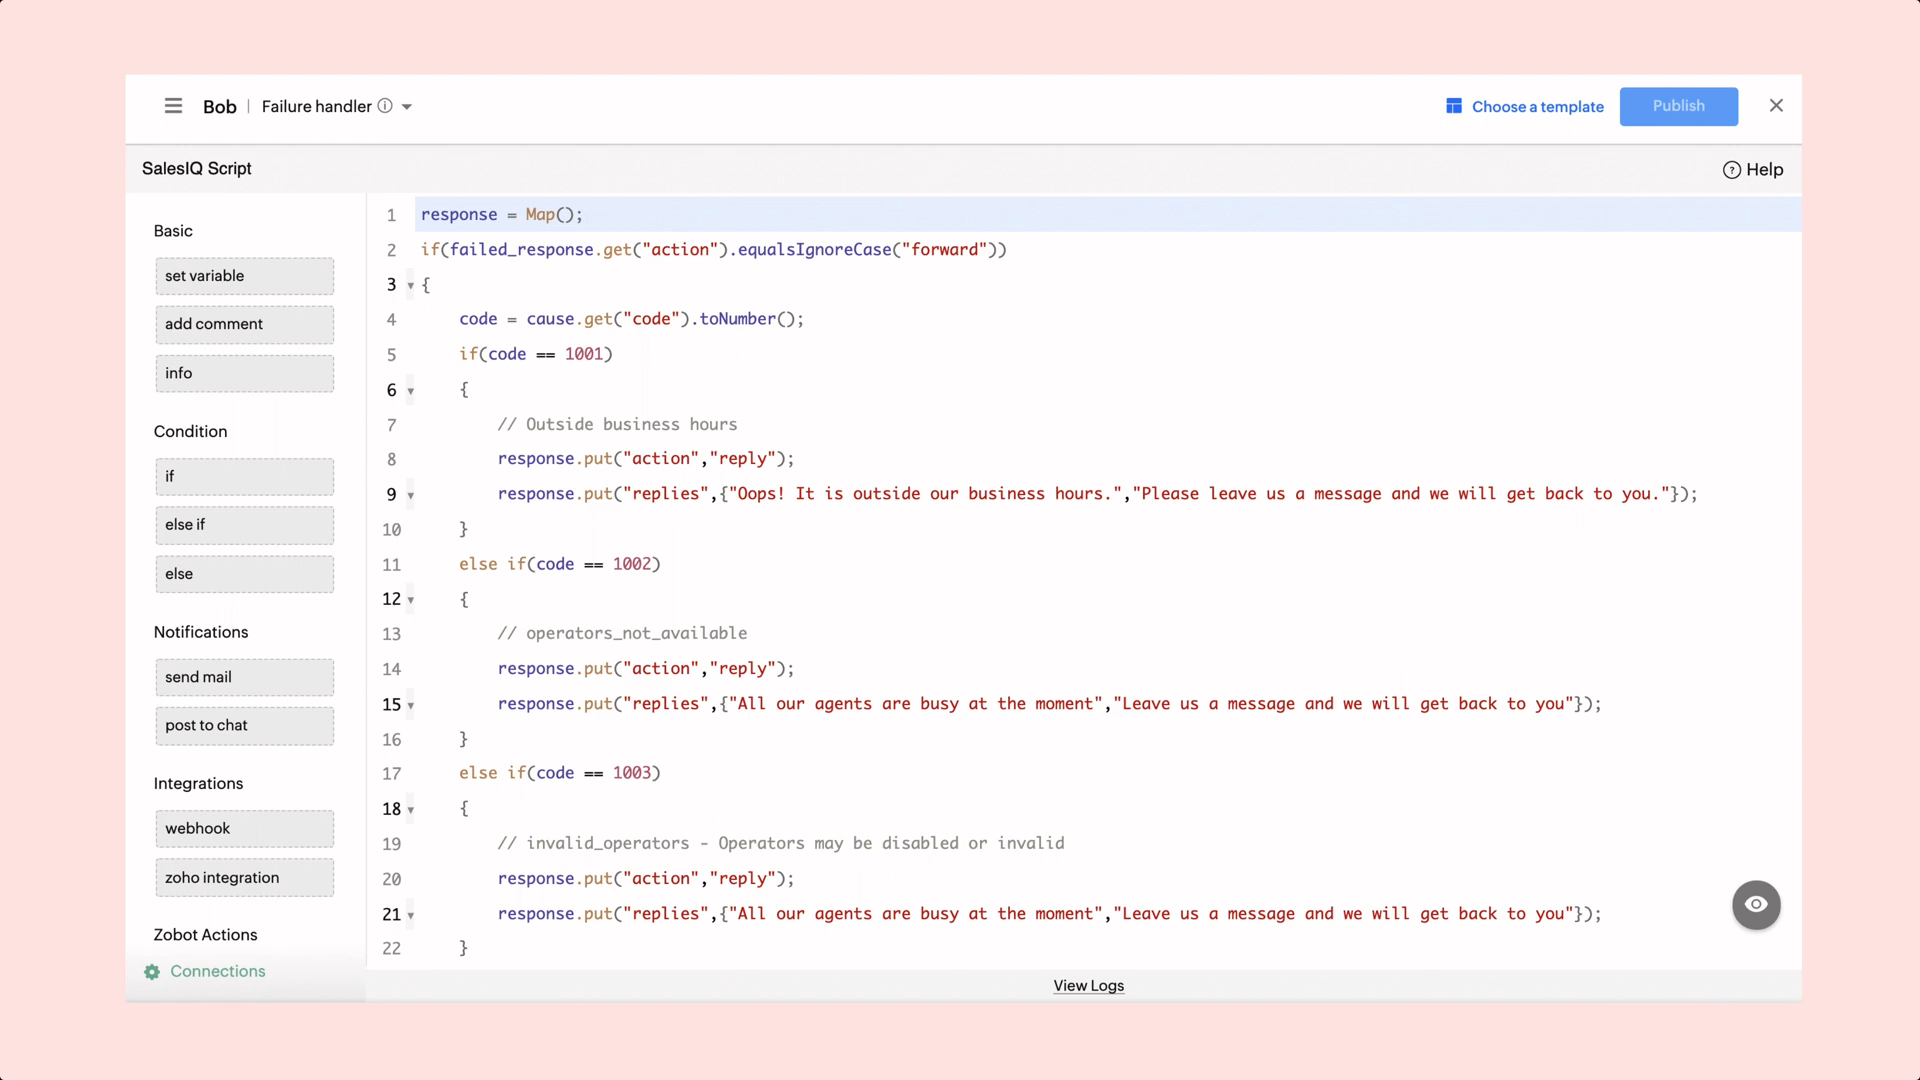 Bob | Failure handler
Choose a template
Publish
SalesIQ Script
Help
Basic
set variable
add comment
info
Condition
if
else if
else
Notifications
send mail
post to chat
Integrations
webhook
zoho integration
Zobot Actions
Connections
1 response = Map();
2 if(failed_response.get("action").equalsIgnoreCase("forward"))
3 {
4 code = cause.get("code").toNumber();
5 if(code == 1001)
6 {
7 // Outside business hours
8 response.put("action","reply");
9 response.put("replies",{"Oops! It is outside our business hours.","Please leave us a message and we will get back to you."});
10 }
11 else if(code == 1002)
12 {
13 // operators_not_available
14 response.put("action","reply");
15 response.put("replies",{"All our agents are busy at the moment","Leave us a message and we will get back to you"});
16 }
17 else if(code == 1003)
18 {
19 // invalid_operators - Operators may be disabled or invalid
20 response.put("action","reply");
21 response.put("replies",{"All our agents are busy at the moment","Leave us a message and we will get back to you"});
22 }
View Logs